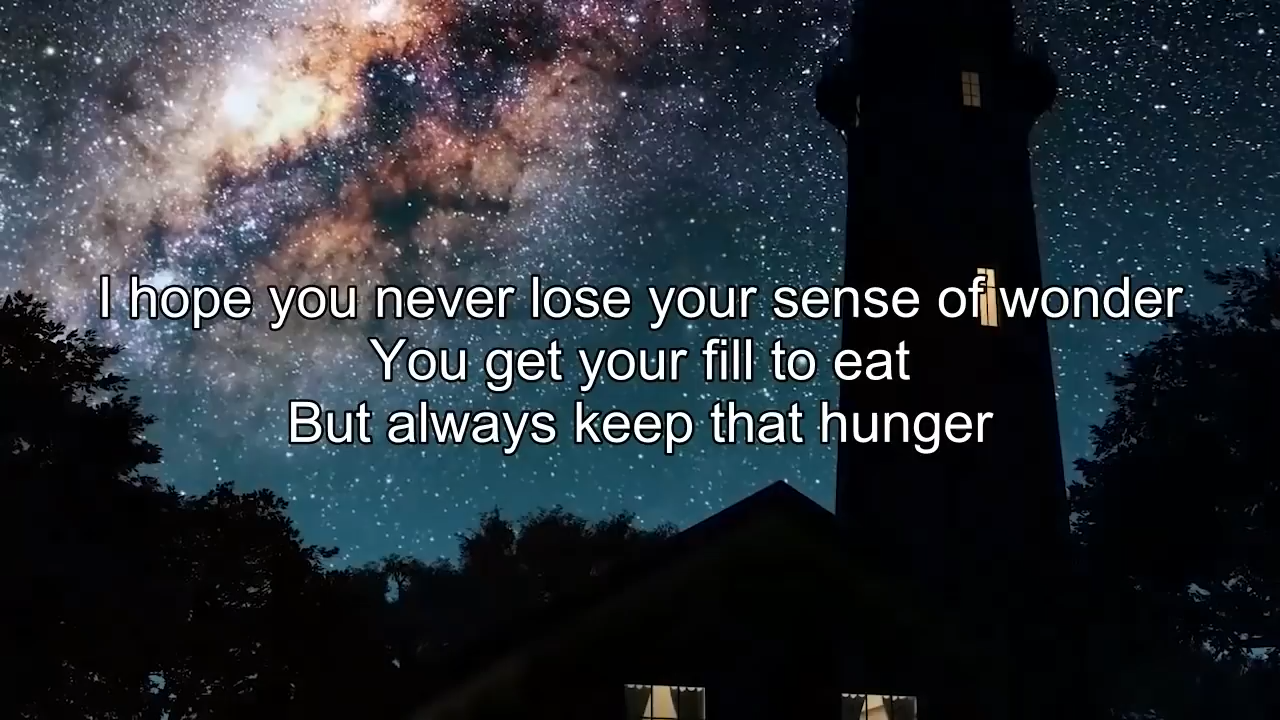 I hope you never lose your sense of wonder
You get your fill to eat
But always keep that hunger